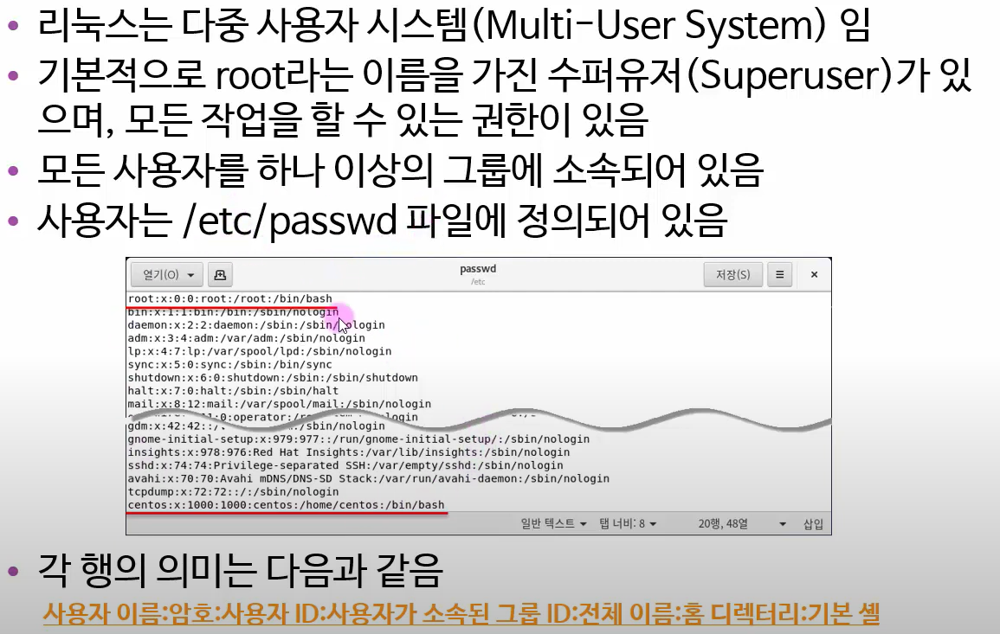 리눅스는 다중 사용자 시스템(Multi-User System) 임
기본적으로 root라는 이름을 가진 수퍼유저(Superuser)가 있
으며, 모든 작업을 할 수 있는 권한이 있음
모든 사용자를 하나 이상의 그룹에 소속되어 있음
사용자는 /etc/passwd 파일에 정의되어 있음
열기(O)
passwd
/etc
저장(S)
root:x:0:0:root:/root:/bin/bash
bin:x:1:1:bin:/bin:/sbin/nologin
daemon:x:2:2:daemon:/sbin:/sbin/nologin
adm:x:3:4:adm:/var/adm:/sbin/nologin
lp:x:4:7:lp:/var/spool/lpd:/sbin/nologin
sync:x:5:0:sync:/sbin:/bin/sync
shutdown:x:6:0:shutdown:/sbin:/sbin/shutdown
halt:x:7:0:halt:/sbin:/sbin/halt
mail:x:8:12:mail:/var/spool/mail:/sbin/nologin
:0:operator:/
nologin
gdm:x:42:42::/
:/sbin/nologin
gnome-initial-setup:x:979:977::/run/gnome-initial-setup/:/sbin/nologin
insights:x:978:976:Red Hat Insights:/var/lib/insights:/sbin/nologin
sshd:x:74:74:Privilege-separated SSH:/var/empty/sshd:/sbin/nologin
avahi:x:70:70:Avahi mDNS/DNS-SD Stack:/var/run/avahi-daemon:/sbin/nologin
tcpdump:x:72:72::/:/sbin/nologin
centos:x:1000:1000:centos:/home/centos:/bin/bash
일반 텍스트 탭 너비: 8 20행, 48열 삽입
각 행의 의미는 다음과 같음
사용자 이름:암호:사용자 ID:사용자가 소속된 그룹 ID:전체 이름:홈 디렉터리:기본 셸